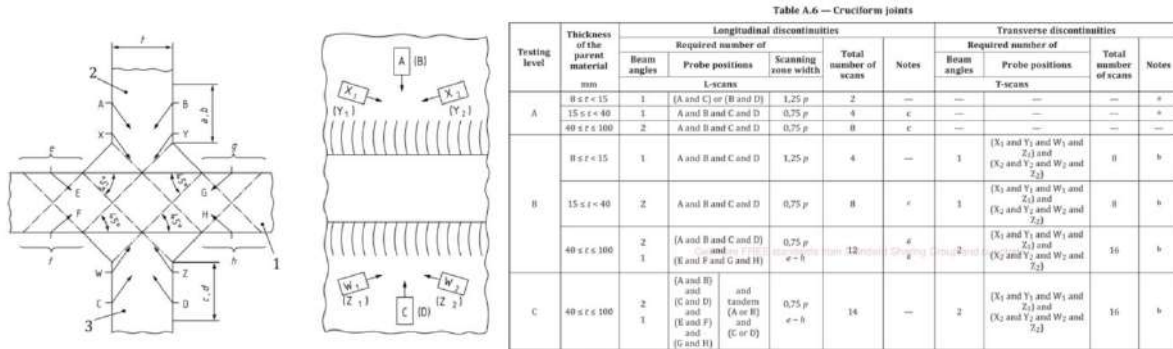 t
2
A
B
X
Y
a, b
e
g
45°
45°
E
G
F
H
45°
45°
f
h
1
W
Z
C
D
c, d
3
A (B)
X1
(Y1)
X2
(Y2)
W1
(Z1)
W2
(Z2)
C (D)
Table A.6 — Cruciform joints
Testing level
Thickness of the parent material
mm
Longitudinal discontinuities
Transverse discontinuities
Required number of
Total number of scans
Notes
Required number of
Total number of scans
Notes
Beam angles
Probe positions
Scanning zone width
Beam angles
Probe positions
L-scans
T-scans
A
8 ≤ t < 15 1 (A and C) or (B and D) 1,25 p 2 — — — — a
15 ≤ t < 40 1 A and B and C and D 0,75 p 4 c — — — a
40 ≤ t ≤ 100 2 A and B and C and D 0,75 p 8 c — — — —
B
8 ≤ t < 15 1 A and B and C and D 1,25 p 4 — 1 (X1 and Y1 and W1 and Z1) and (X2 and Y2 and W2 and Z2) 8 b
15 ≤ t < 40 2 A and B and C and D 0,75 p 8 1 (X1 and Y1 and W1 and Z1) and (X2 and Y2 and W2 and Z2) 8 b
40 ≤ t ≤ 100 2 1 (A and B and C and D) and (E and F and G and H) 0,75 p e – h 12 2 (X1 and Y1 and W1 and Z1) and (X2 and Y2 and W2 and Z2) 16 b
C
40 ≤ t ≤ 100 2 1 (A and B) and (C and D) and (E and F) and (G and H) and tandem (A or B) and (C or D) 0,75 p e – h 14 — 2 (X1 and Y1 and W1 and Z1) and (X2 and Y2 and W2 and Z2) 16 b
FREE standards from Standard Sharing Group and